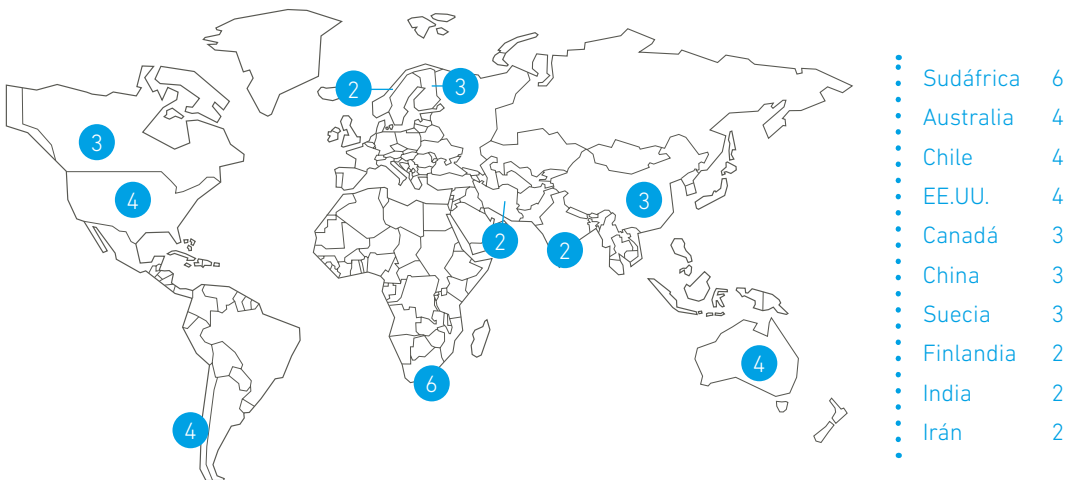 2
3
3
4
3
2
2
4
6
4
Sudáfrica 6
Australia 4
Chile 4
EE.UU. 4
Canadá 3
China 3
Suecia 3
Finlandia 2
India 2
Irán 2